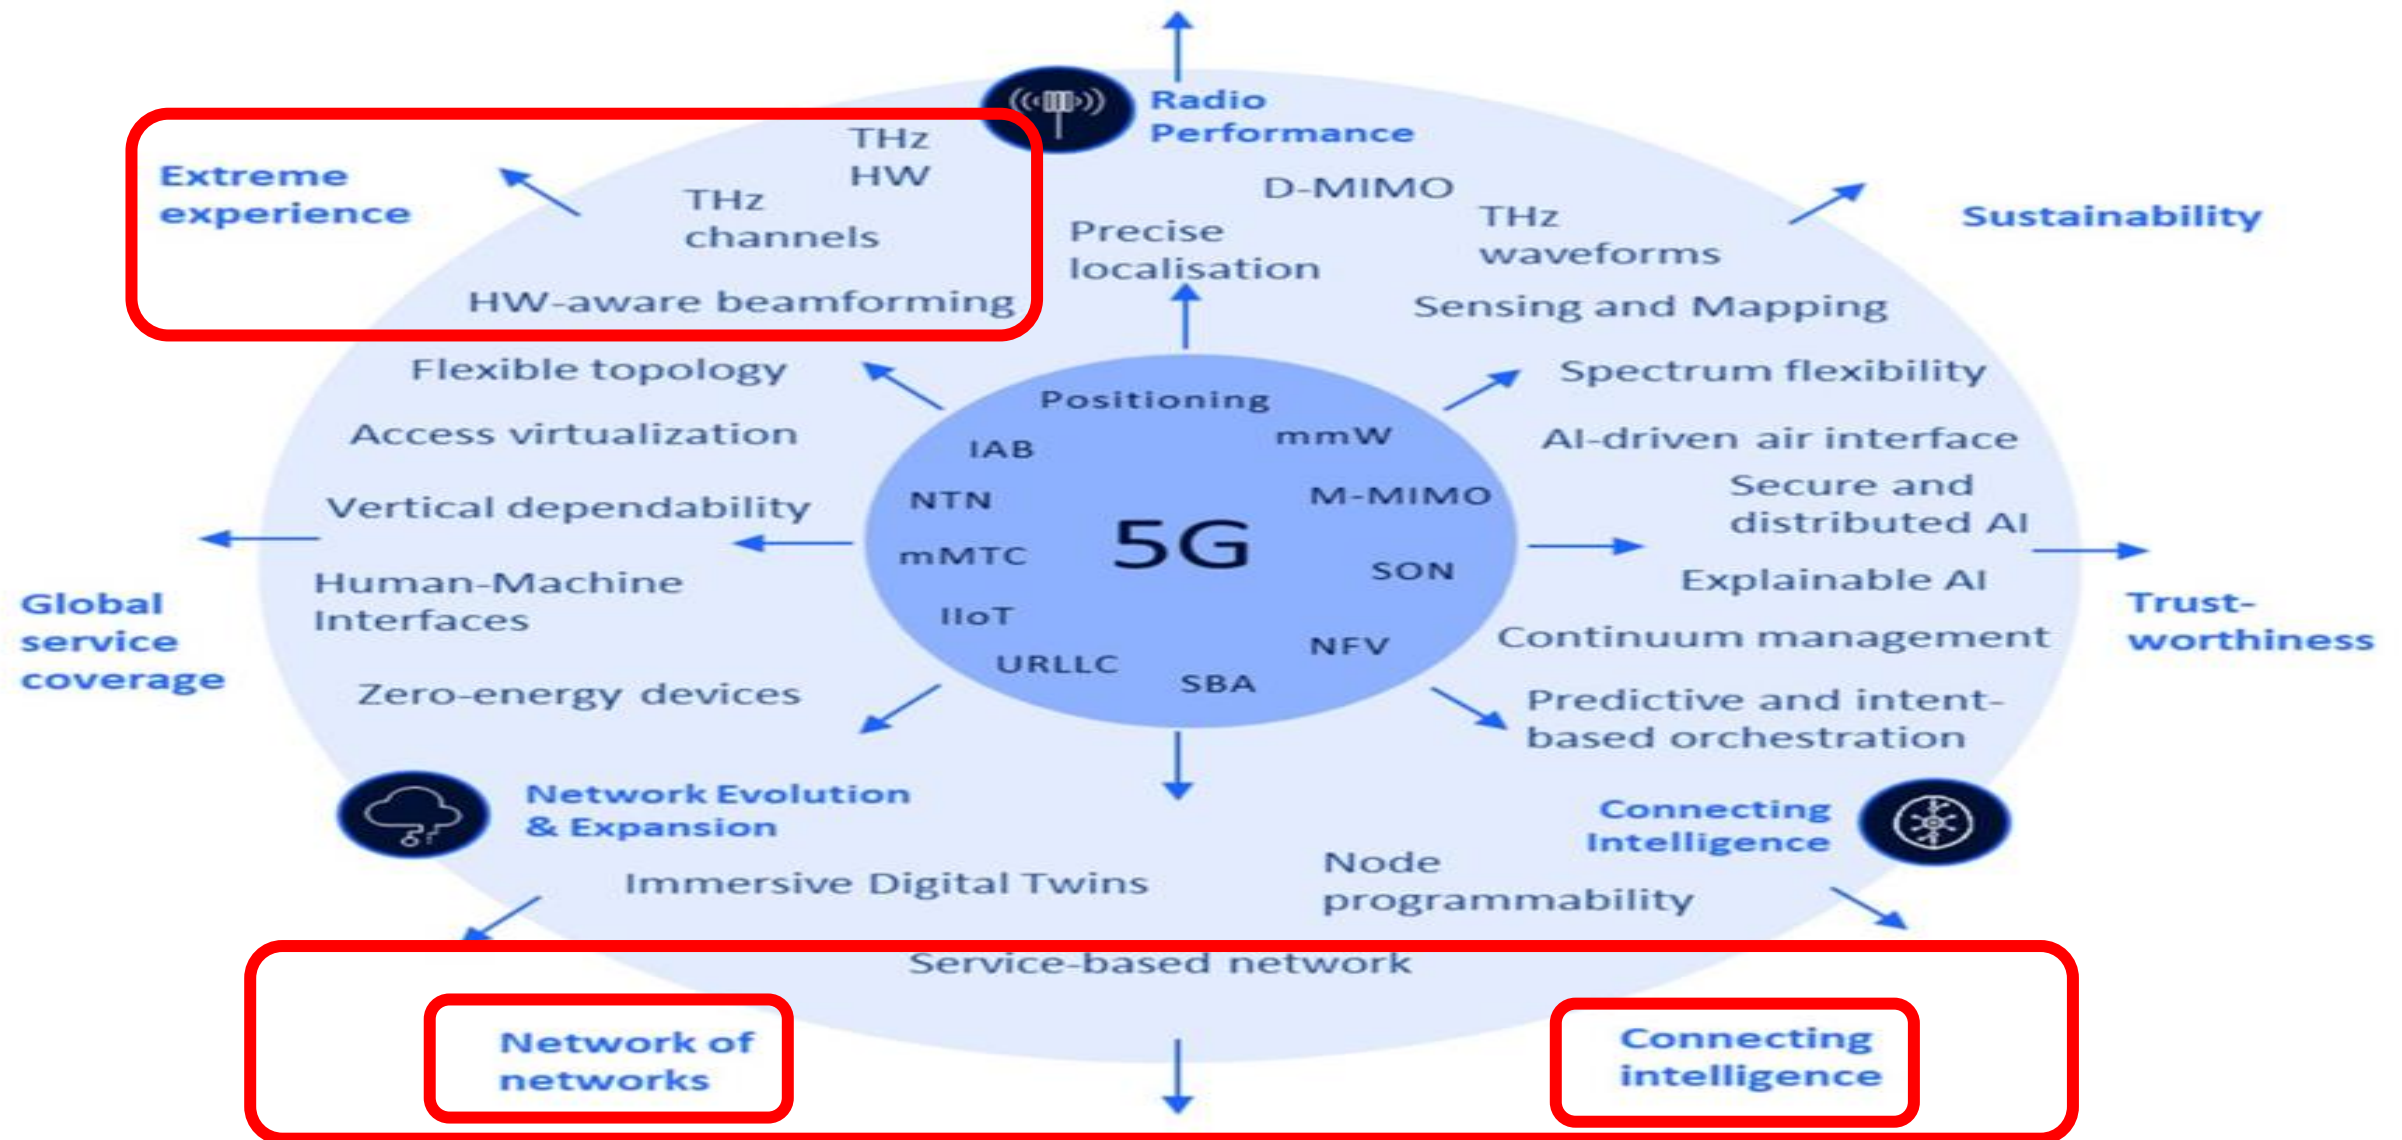 Radio
Performance
Extreme
experience
THz
HW
THz
channels
HW-aware beamforming
D-MIMO
Precise
localisation
THz
waveforms
Sustainability
Sensing and Mapping
Flexible topology
Spectrum flexibility
Access virtualization
AI-driven air interface
Vertical dependability
Secure and
distributed AI
Human-Machine
Interfaces
Explainable AI
Global
service
coverage
Trust-
worthiness
Continuum management
Zero-energy devices
Predictive and intent-
based orchestration
Positioning
IAB
mmW
NTN
M-MIMO
5G
mMTC
SON
IIoT
NFV
URLLC
SBA
Network Evolution
& Expansion
Connecting
Intelligence
Immersive Digital Twins
Node
programmability
Service-based network
Network of
networks
Connecting
intelligence